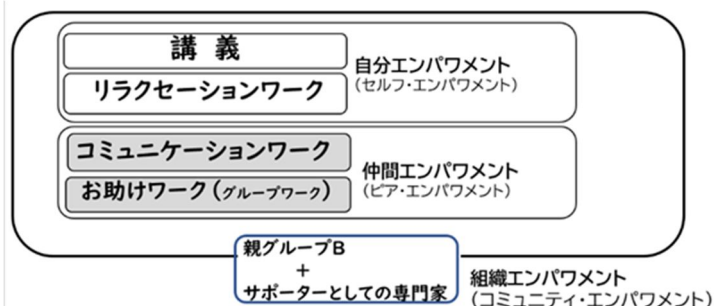 講 義
リラクセーションワーク
自分エンパワメント
(セルフ・エンパワメント)
コミュニケーションワーク
お助けワーク(グループワーク)
仲間エンパワメント
(ピア・エンパワメント)
親グループB
+
サポーターとしての専門家
組織エンパワメント
(コミュニティ・エンパワメント)